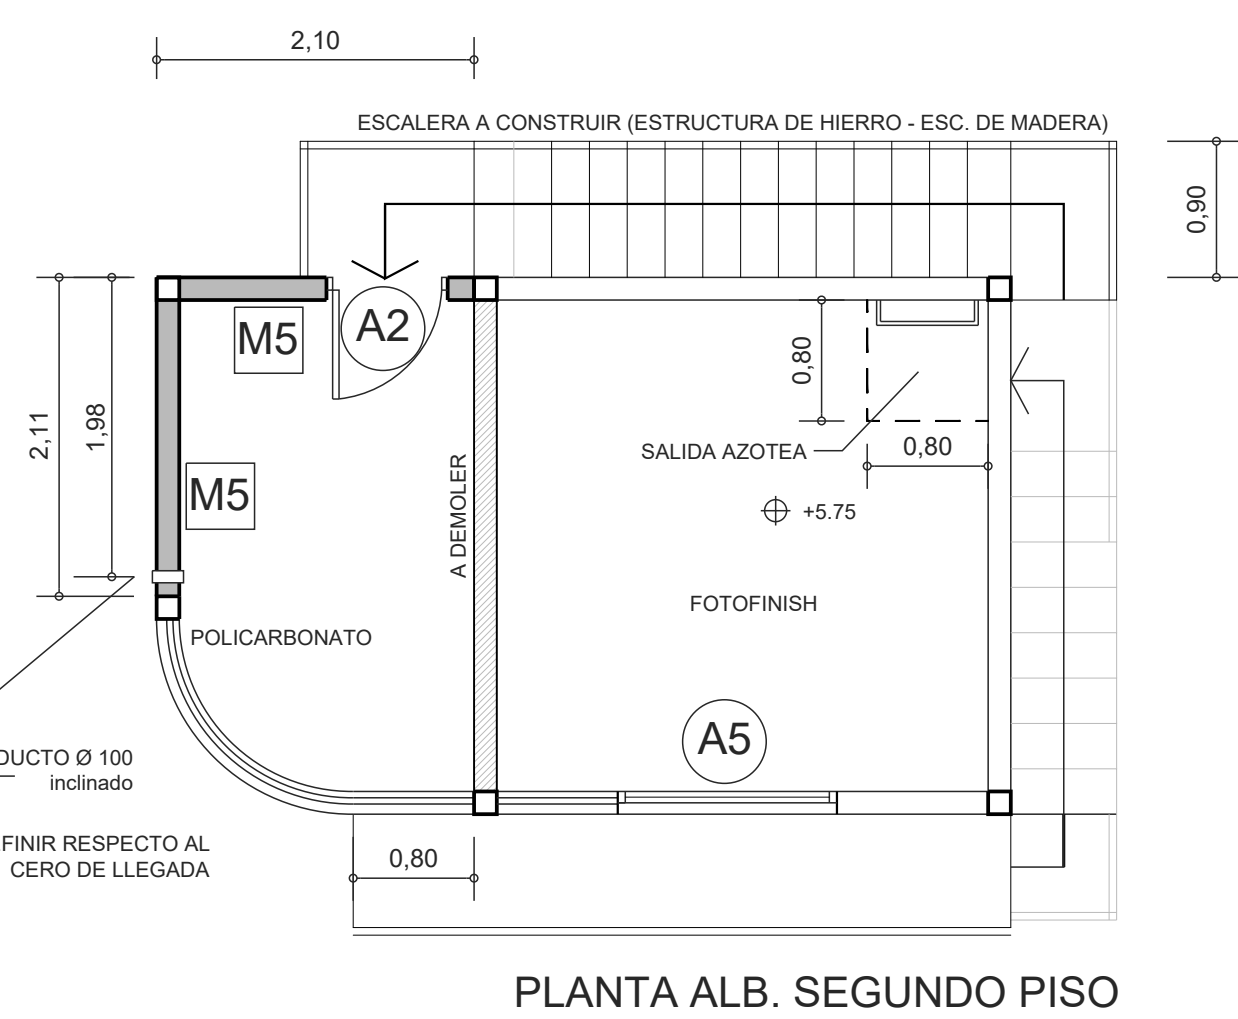 2,10
ESCALERA A CONSTRUIR (ESTRUCTURA DE HIERRO - ESC. DE MADERA)
0,90
M5
A2
0,80
2,11
1,98
SALIDA AZOTEA
0,80
M5
A DEMOLER
+5.75
FOTOFINISH
POLICARBONATO
A5
DUCTO Ø 100
inclinado
FINIR RESPECTO AL
CERO DE LLEGADA
0,80
PLANTA ALB. SEGUNDO PISO